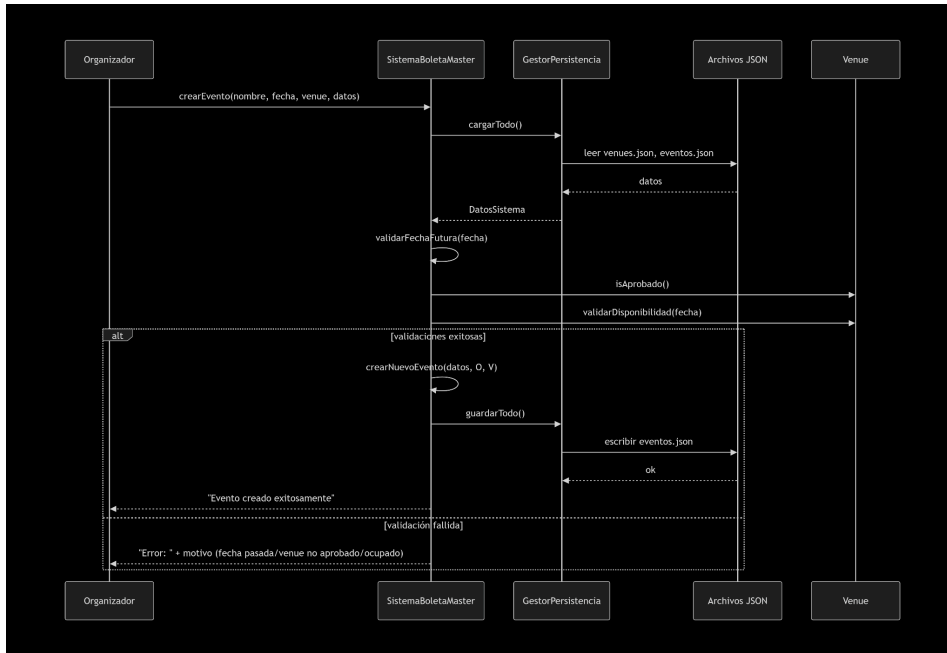 Organizador
SistemaBoletaMaster
GestorPersistencia
Archivos JSON
Venue
crearEvento(nombre, fecha, venue, datos)
cargarTodo()
leer venues.json, eventos.json
datos
DatosSistema
validarFechaFutura(fecha)
isAprobado()
validarDisponibilidad(fecha)
alt
[validaciones exitosas]
crearNuevoEvento(datos, O, V)
guardarTodo()
escribir eventos.json
ok
"Evento creado exitosamente"
[validación fallida]
"Error: " + motivo (fecha pasada/venue no aprobado/ocupado)
Organizador
SistemaBoletaMaster
GestorPersistencia
Archivos JSON
Venue